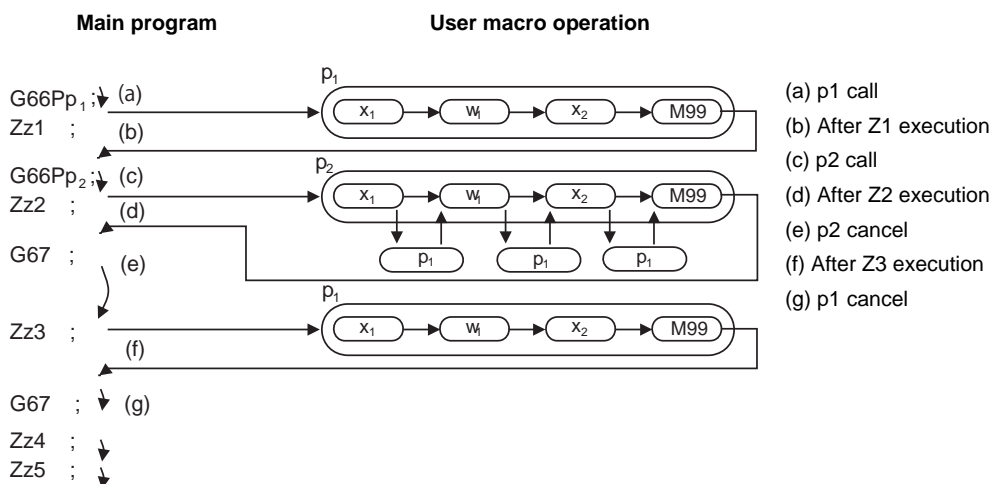 Main program
User macro operation
p1
G66Pp1 ; (a)
x1 w1 x2 M99
(a) p1 call
Zz1 ; (b)
(b) After Z1 execution
p2
G66Pp2 ; (c)
(c) p2 call
Zz2 ; (d)
x1 w1 x2 M99
(d) After Z2 execution
(e) p2 cancel
G67 ; (e)
p1 p1 p1
(f) After Z3 execution
p1
(g) p1 cancel
Zz3 ; (f)
x1 w1 x2 M99
G67 ; (g)
Zz4 ;
Zz5 ;